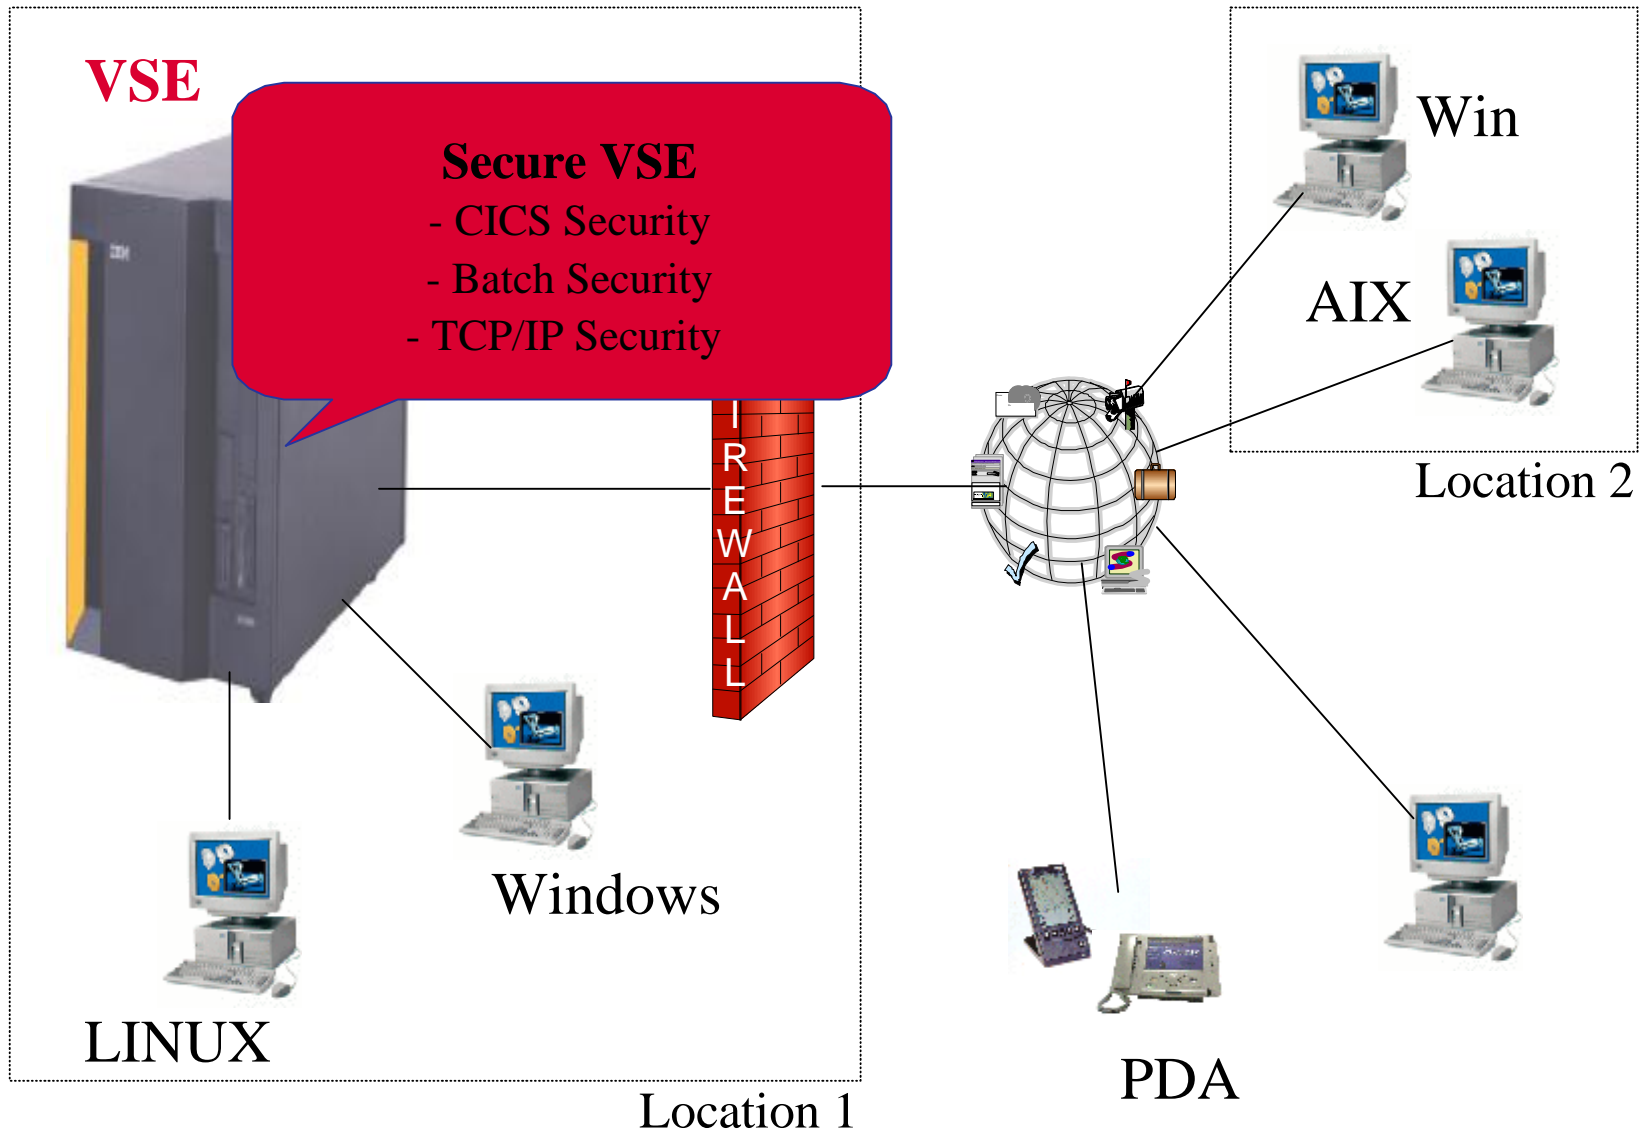 VSE
Secure VSE
- CICS Security
- Batch Security
- TCP/IP Security
IBM
I
R
E
W
A
L
L
Win
AIX
Location 2
Windows
LINUX
PDA
Location 1